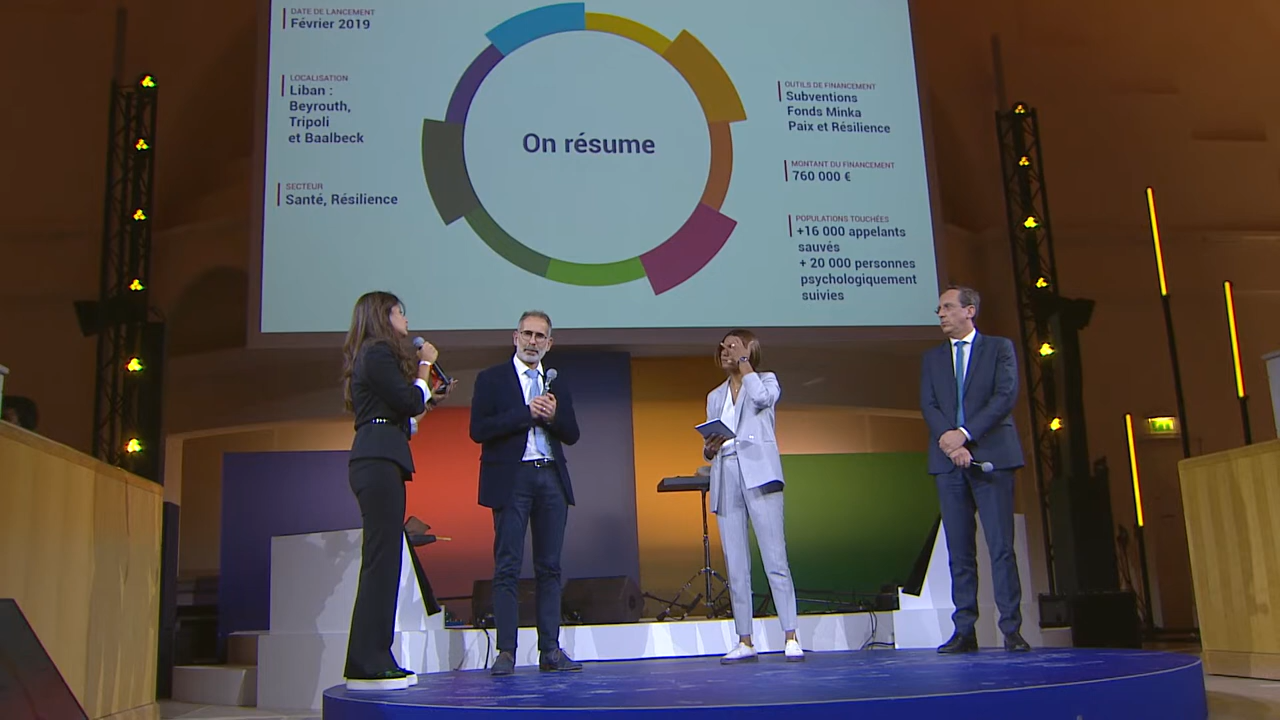 DATE DE LANCEMENT
Février 2019
LOCALISATION
Liban :
Beyrouth,
Tripoli
et Baalbeck
SECTEUR
Santé, Résilience
On résume
OUTILS DE FINANCEMENT
Subventions
Fonds Minka
Paix et Résilience
MONTANT DU FINANCEMENT
760 000 €
POPULATIONS TOUCHÉES
+16 000 appelants
sauvés
+ 20 000 personnes
psychologiquement
suivies